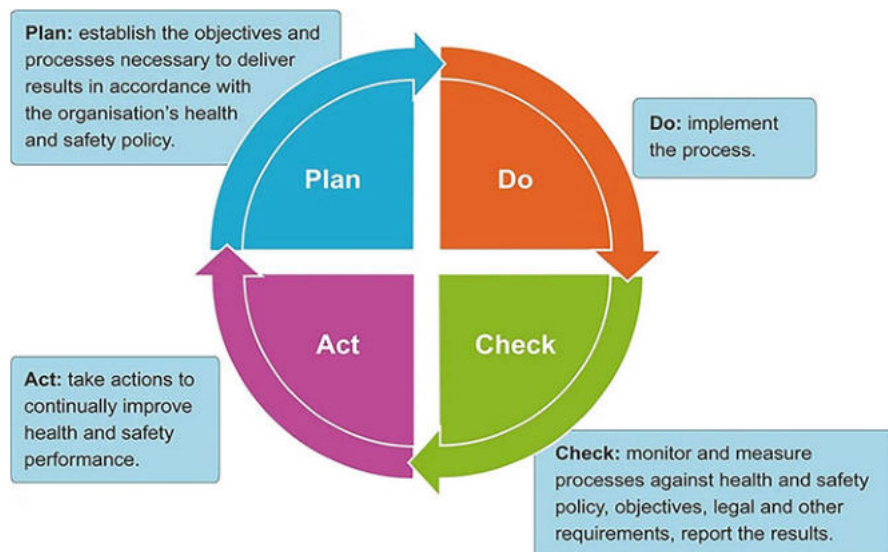 Plan: establish the objectives and
processes necessary to deliver
results in accordance with
the organisation's health
and safety policy.
Plan
Do
Do: implement
the process.
Act
Check
Act: take actions to
continually improve
health and safety
performance.
Check: monitor and measure
processes against health and safety
policy, objectives, legal and other
requirements, report the results.